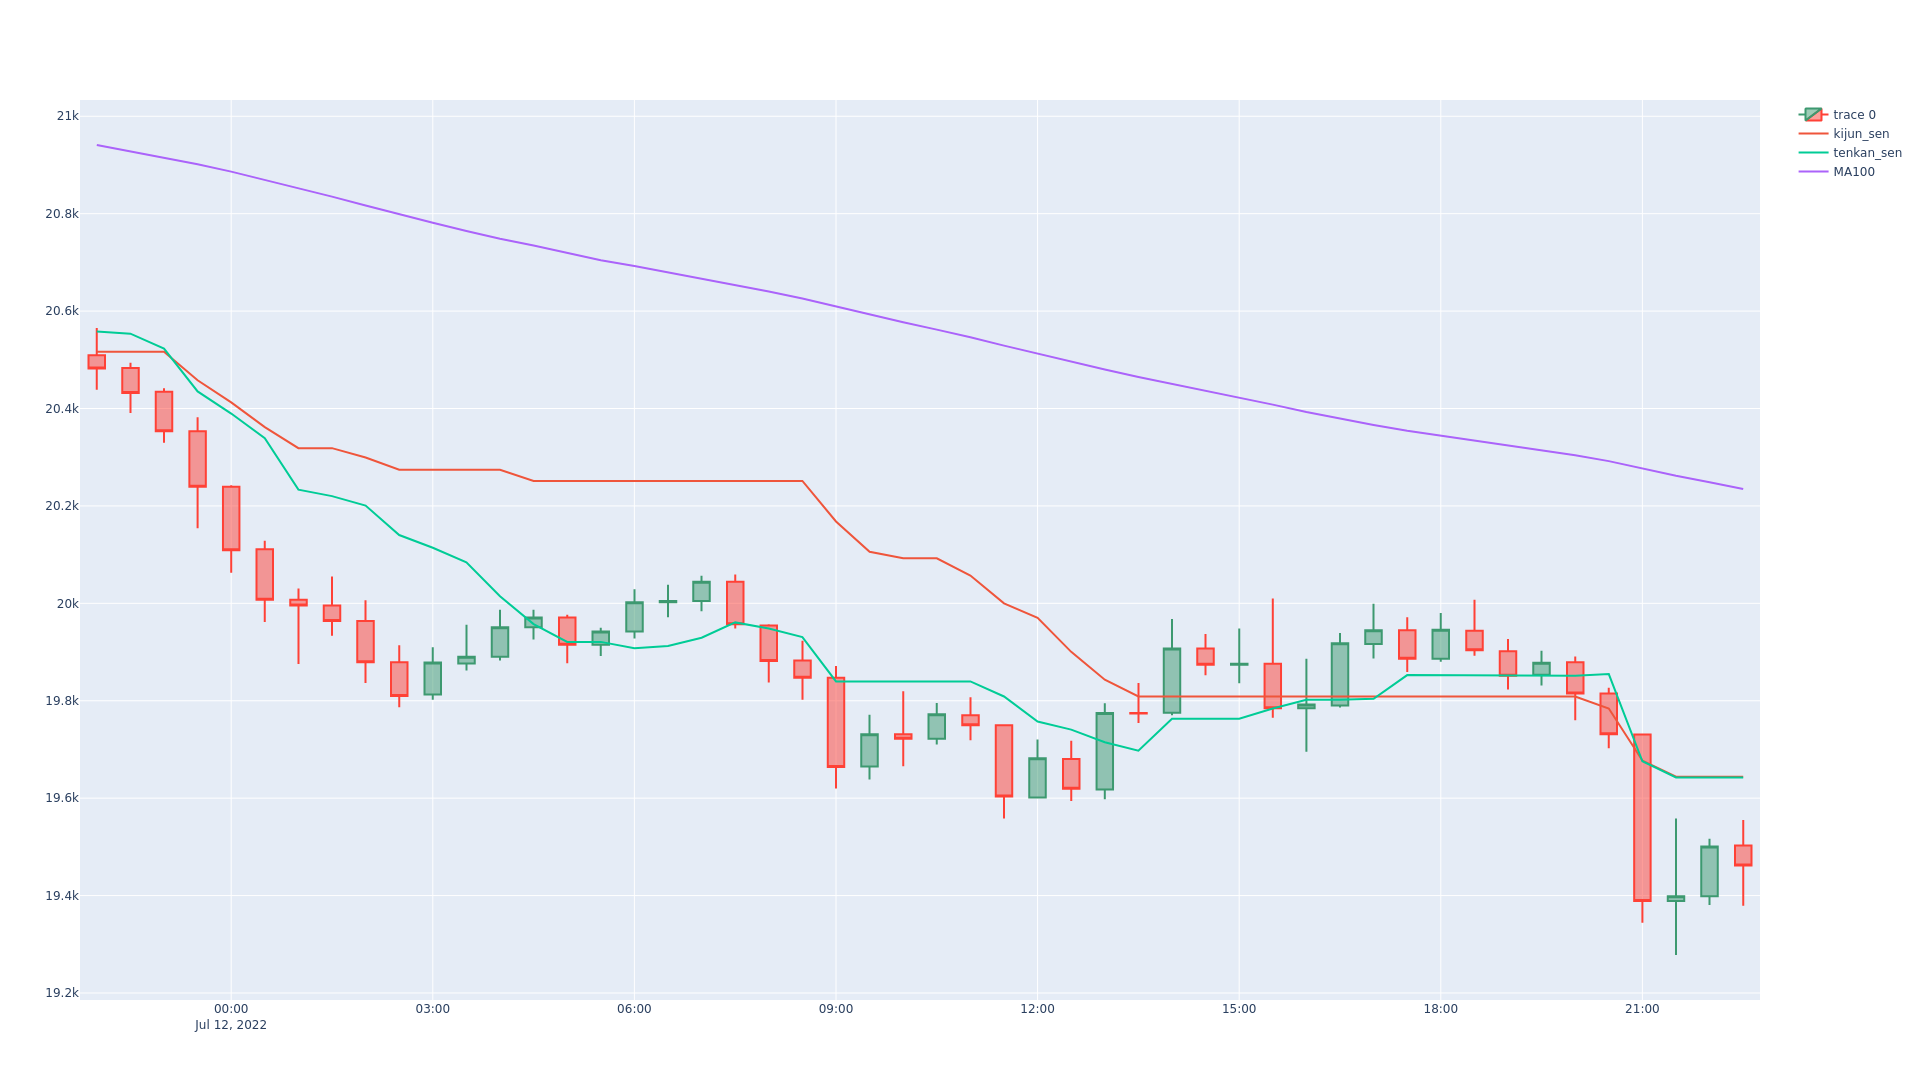 21k
20.8k
20.6k
20.4k
20.2k
20k
19.8k
19.6k
19.4k
19.2k
00:00
Jul 12, 2022
03:00
06:00
09:00
12:00
15:00
18:00
21:00
trace 0
kijun_sen
tenkan_sen
MA100